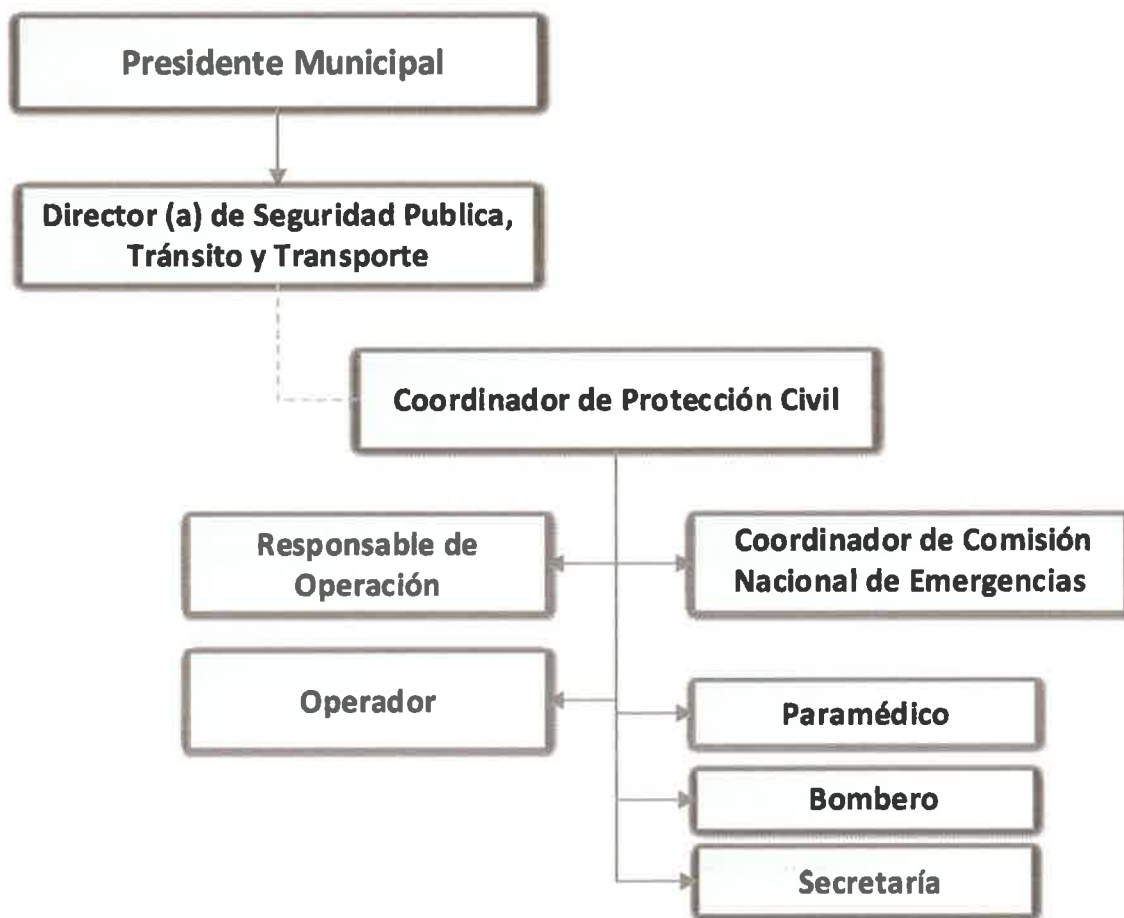 Presidente Municipal
Director (a) de Seguridad Publica,
Tránsito y Transporte
Coordinador de Protección Civil
Responsable de
Operación
Coordinador de Comisión
Nacional de Emergencias
Operador
Paramédico
Bombero
Secretaría